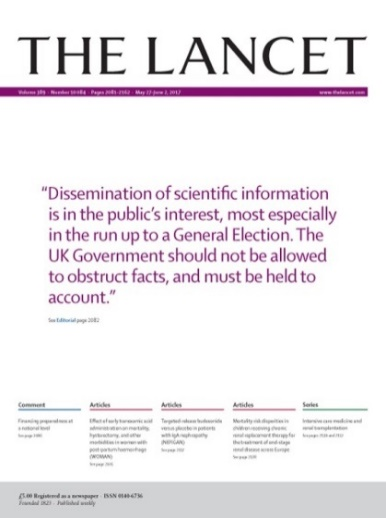 THE LANCET
Volume 389 · Number 10084 · Pages 2081–2162 · May 27–June 2, 2017 www.thelancet.com
“Dissemination of scientific information
is in the public’s interest, most especially
in the run up to a General Election. The
UK Government should not be allowed
to obstruct facts, and must be held to
account.”
See Editorial page 2082
Comment Articles Articles Articles Series
Financing preparedness at
a national level
See page
Effect of early tranexamic acid
administration on mortality,
hysterectomy, and other
morbidities in women with
post-partum haemorrhage
(WOMAN)
See page
Targeted-release budesonide
versus placebo in patients
with IgA nephropathy
(NEFIGAN)
See page
Mortality risk disparities in
children receiving chronic
renal replacement therapy for
the treatment of end-stage
renal disease across Europe
See page
Intensive care medicine and
renal transplantation
See pages
£5.00 Registered as a newspaper · ISSN 0140-6736
Founded 1823 · Published weekly